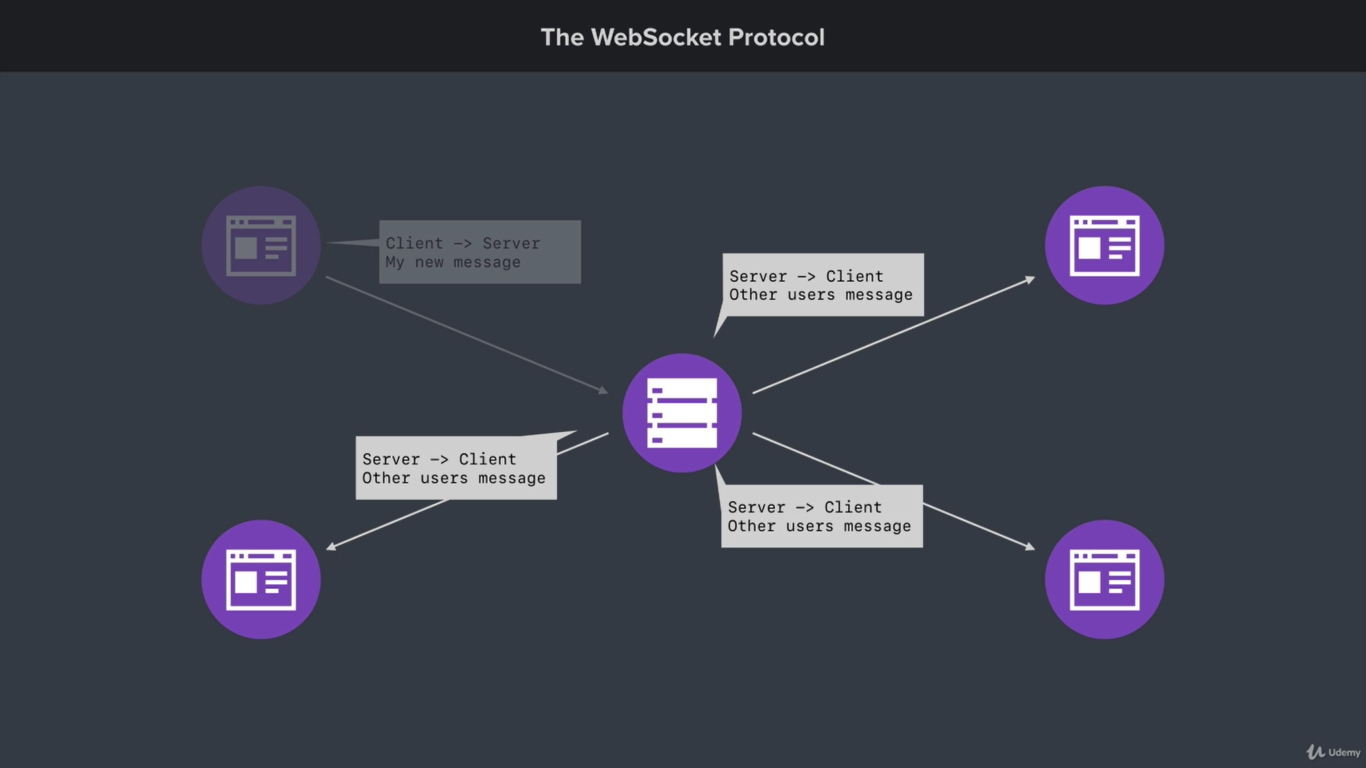 The WebSocket Protocol
Client —> Server
My new message
Server —> Client
Other users message
Server —> Client
Other users message
Server —> Client
Other users message
Udemy